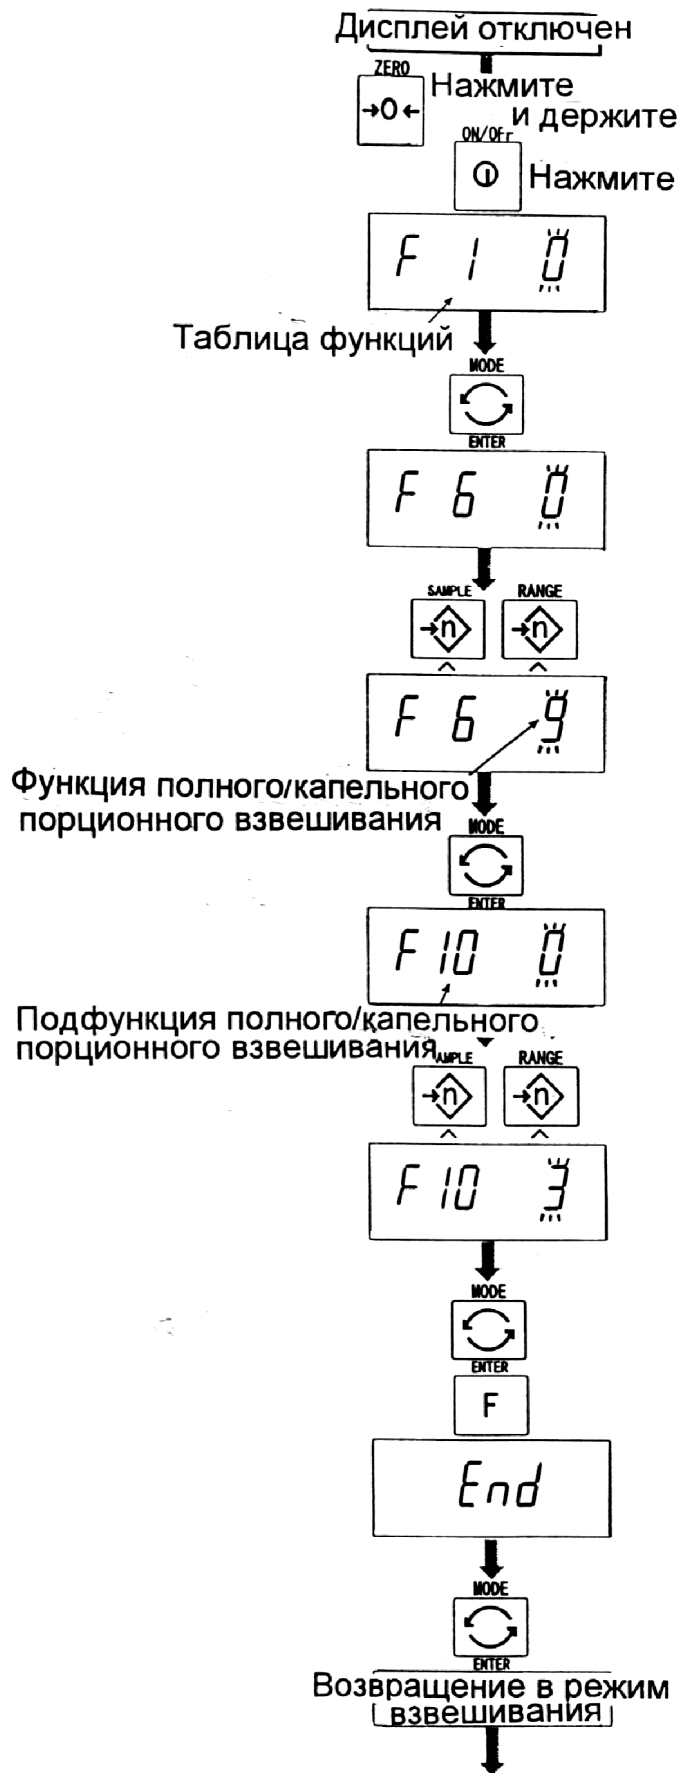 Дисплей отключен
ZERO
Нажмите
и держите
→0←
ON/OFF
Нажмите
F 1 0
Таблица функций
MODE
ENTER
F 6 0
SAMPLE RANGE
→n →n
F 6 9
Функция полного/капельного
порционного взвешивания
MODE
ENTER
F 10 0
Подфункция полного/капельного
порционного взвешивания
AMPLE RANGE
→n →n
F 10 3
MODE
ENTER
F
End
MODE
ENTER
Возвращение в режим
взвешивания